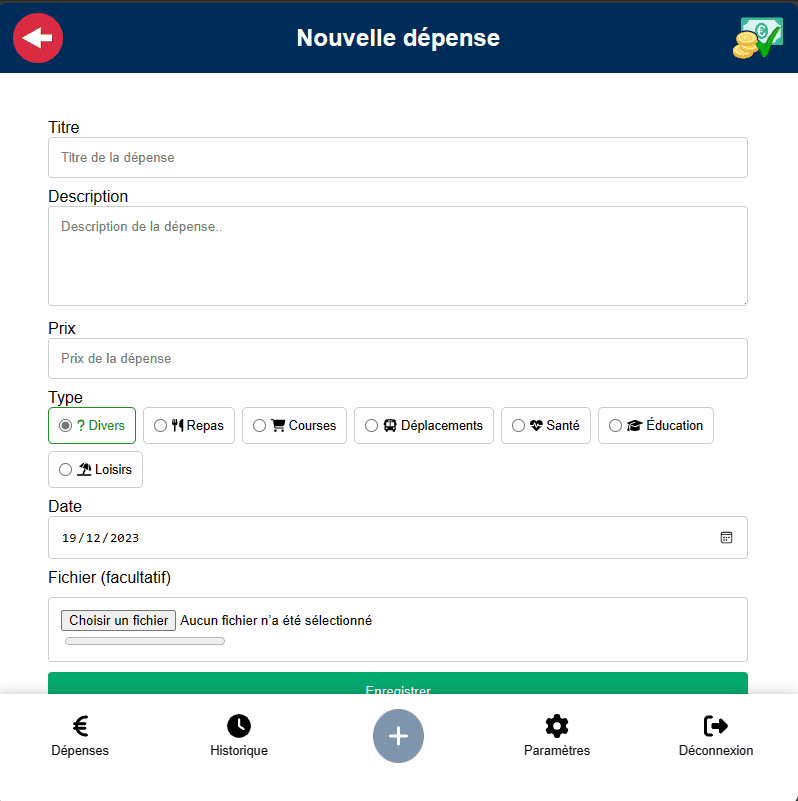 Nouvelle dépense
Titre
Titre de la dépense
Description
Description de la dépense..
Prix
Prix de la dépense
Type
? Divers Repas Courses Déplacements Santé Éducation
Loisirs
Date
19/12/2023
Fichier (facultatif)
Choisir un fichier Aucun fichier n'a été sélectionné
Enregistrer
Dépenses Historique Paramètres Déconnexion